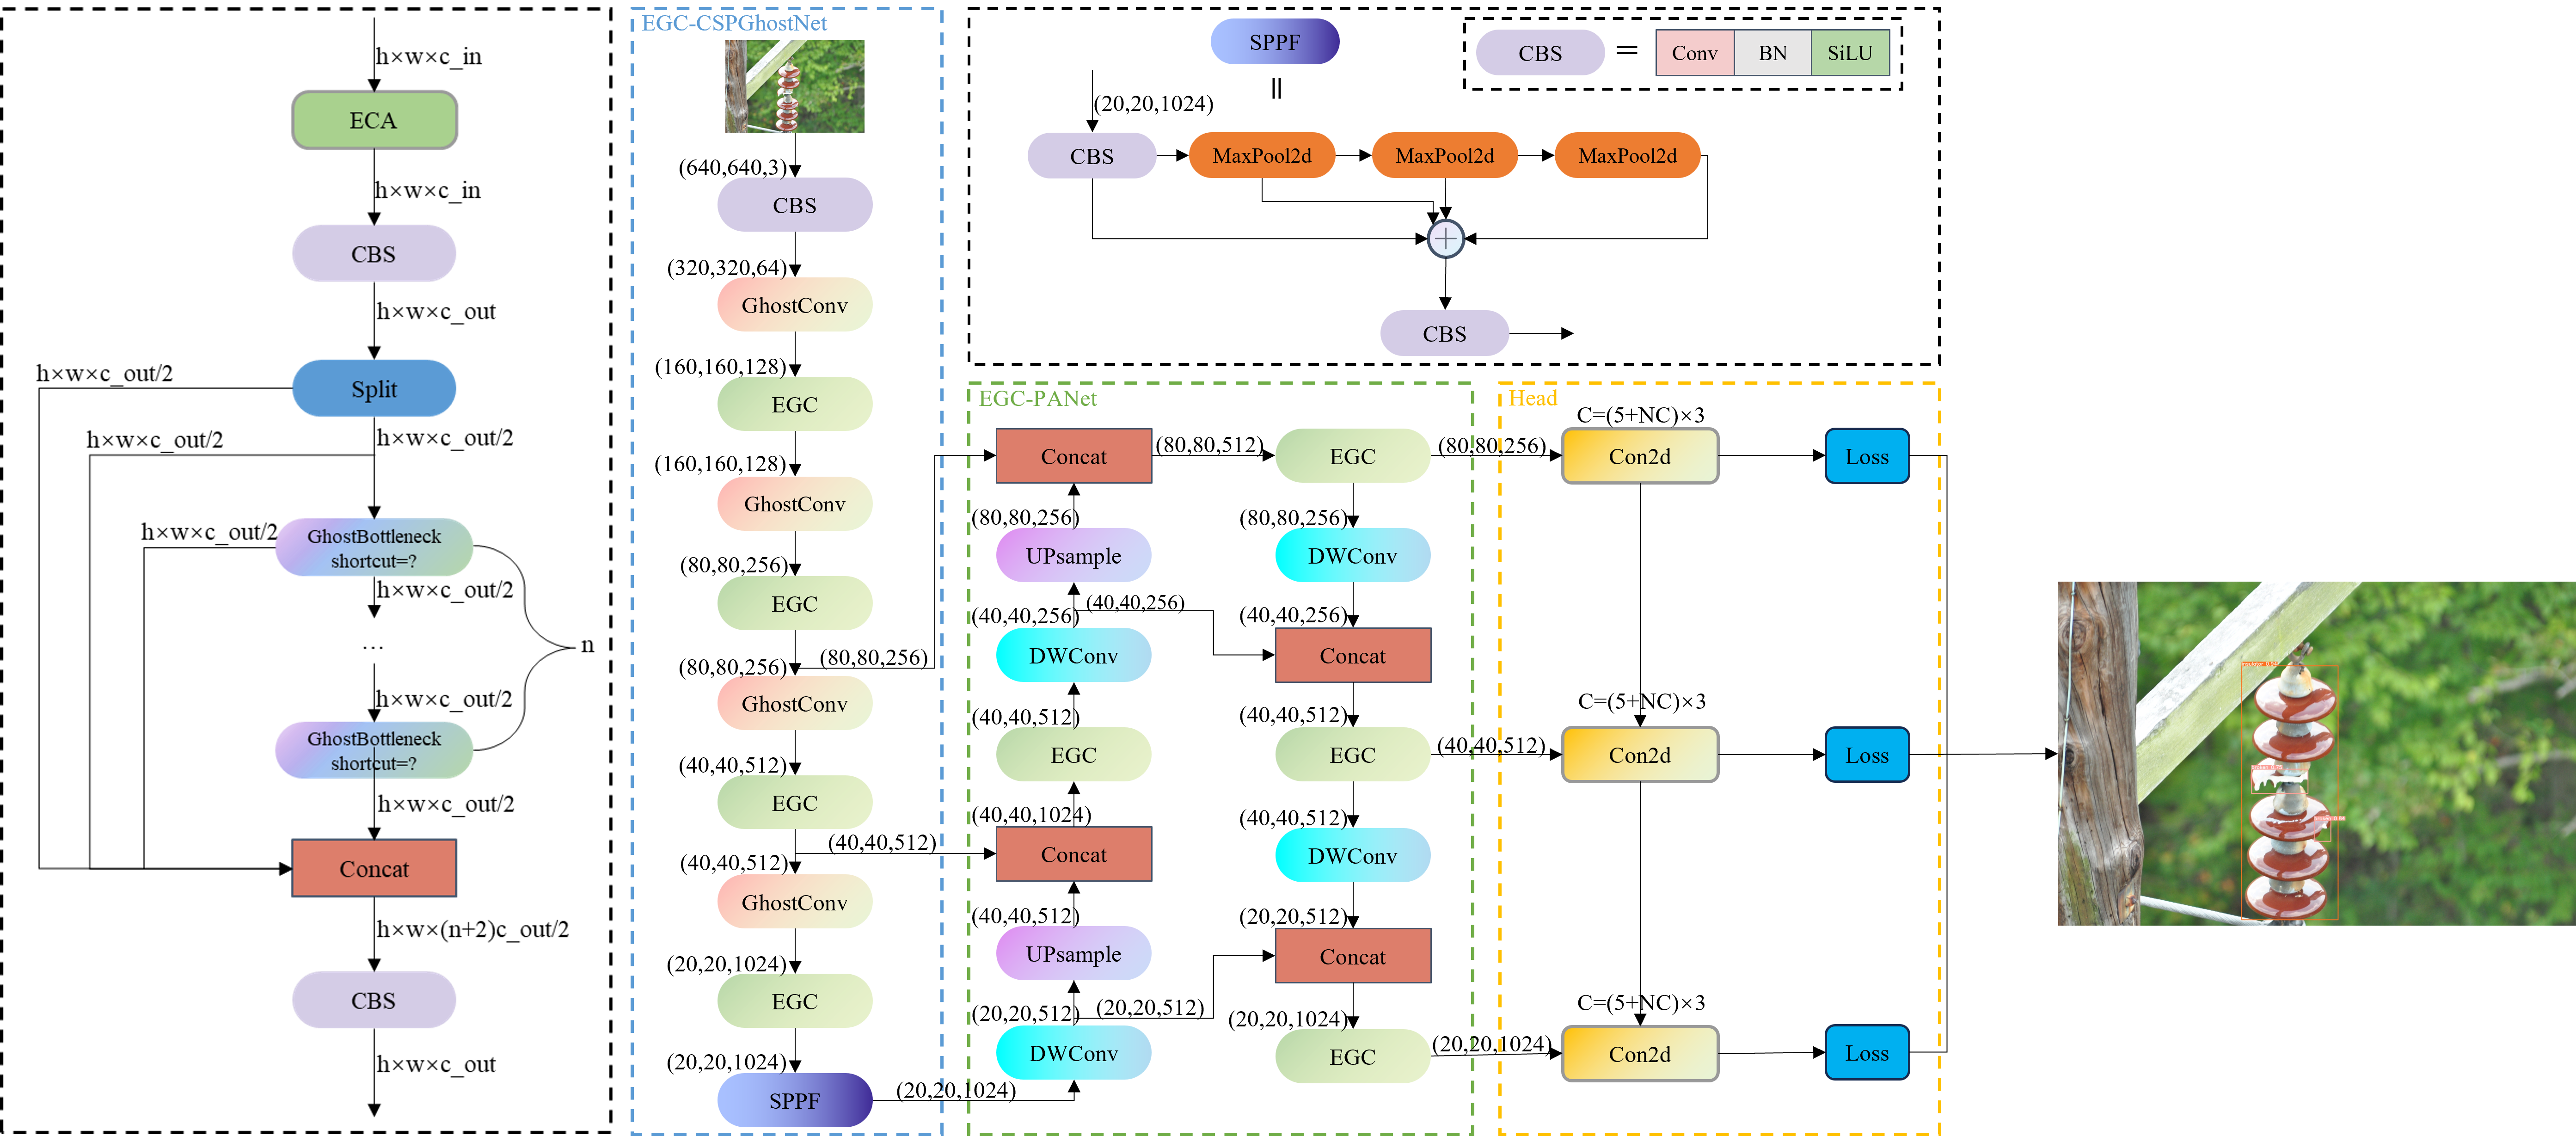 h×w×c_in
ECA
h×w×c_in
CBS
h×w×c_out
Split
h×w×c_out/2
h×w×c_out/2
h×w×c_out/2
GhostBottleneck
shortcut=?
h×w×c_out/2
h×w×c_out/2
...
n
h×w×c_out/2
GhostBottleneck
shortcut=?
h×w×c_out/2
Concat
h×w×(n+2)c_out/2
CBS
h×w×c_out
EGC-CSPGhostNet
(640,640,3)
CBS
(320,320,64)
GhostConv
(160,160,128)
EGC
(160,160,128)
GhostConv
(80,80,256)
EGC
(80,80,256)
(80,80,256)
GhostConv
(40,40,512)
EGC
(40,40,512)
(40,40,512)
GhostConv
(20,20,1024)
EGC
(20,20,1024)
SPPF
(20,20,1024)
SPPF
=
CBS
=
Conv
BN
SiLU
(20,20,1024)
CBS
MaxPool2d
MaxPool2d
MaxPool2d
+
CBS
EGC-PANet
Concat
(80,80,512)
EGC
(80,80,256)
(80,80,256)
UPsample
(80,80,256)
DWConv
(40,40,256)
(40,40,256)
DWConv
(40,40,256)
Concat
(40,40,512)
EGC
(40,40,512)
EGC
(40,40,512)
(40,40,1024)
Concat
(40,40,512)
DWConv
(40,40,512)
UPsample
(20,20,512)
Concat
(20,20,512)
(20,20,512)
DWConv
(20,20,1024)
EGC
(20,20,1024)
Head
C=(5+NC)×3
Con2d
Loss
C=(5+NC)×3
Con2d
Loss
C=(5+NC)×3
Con2d
Loss